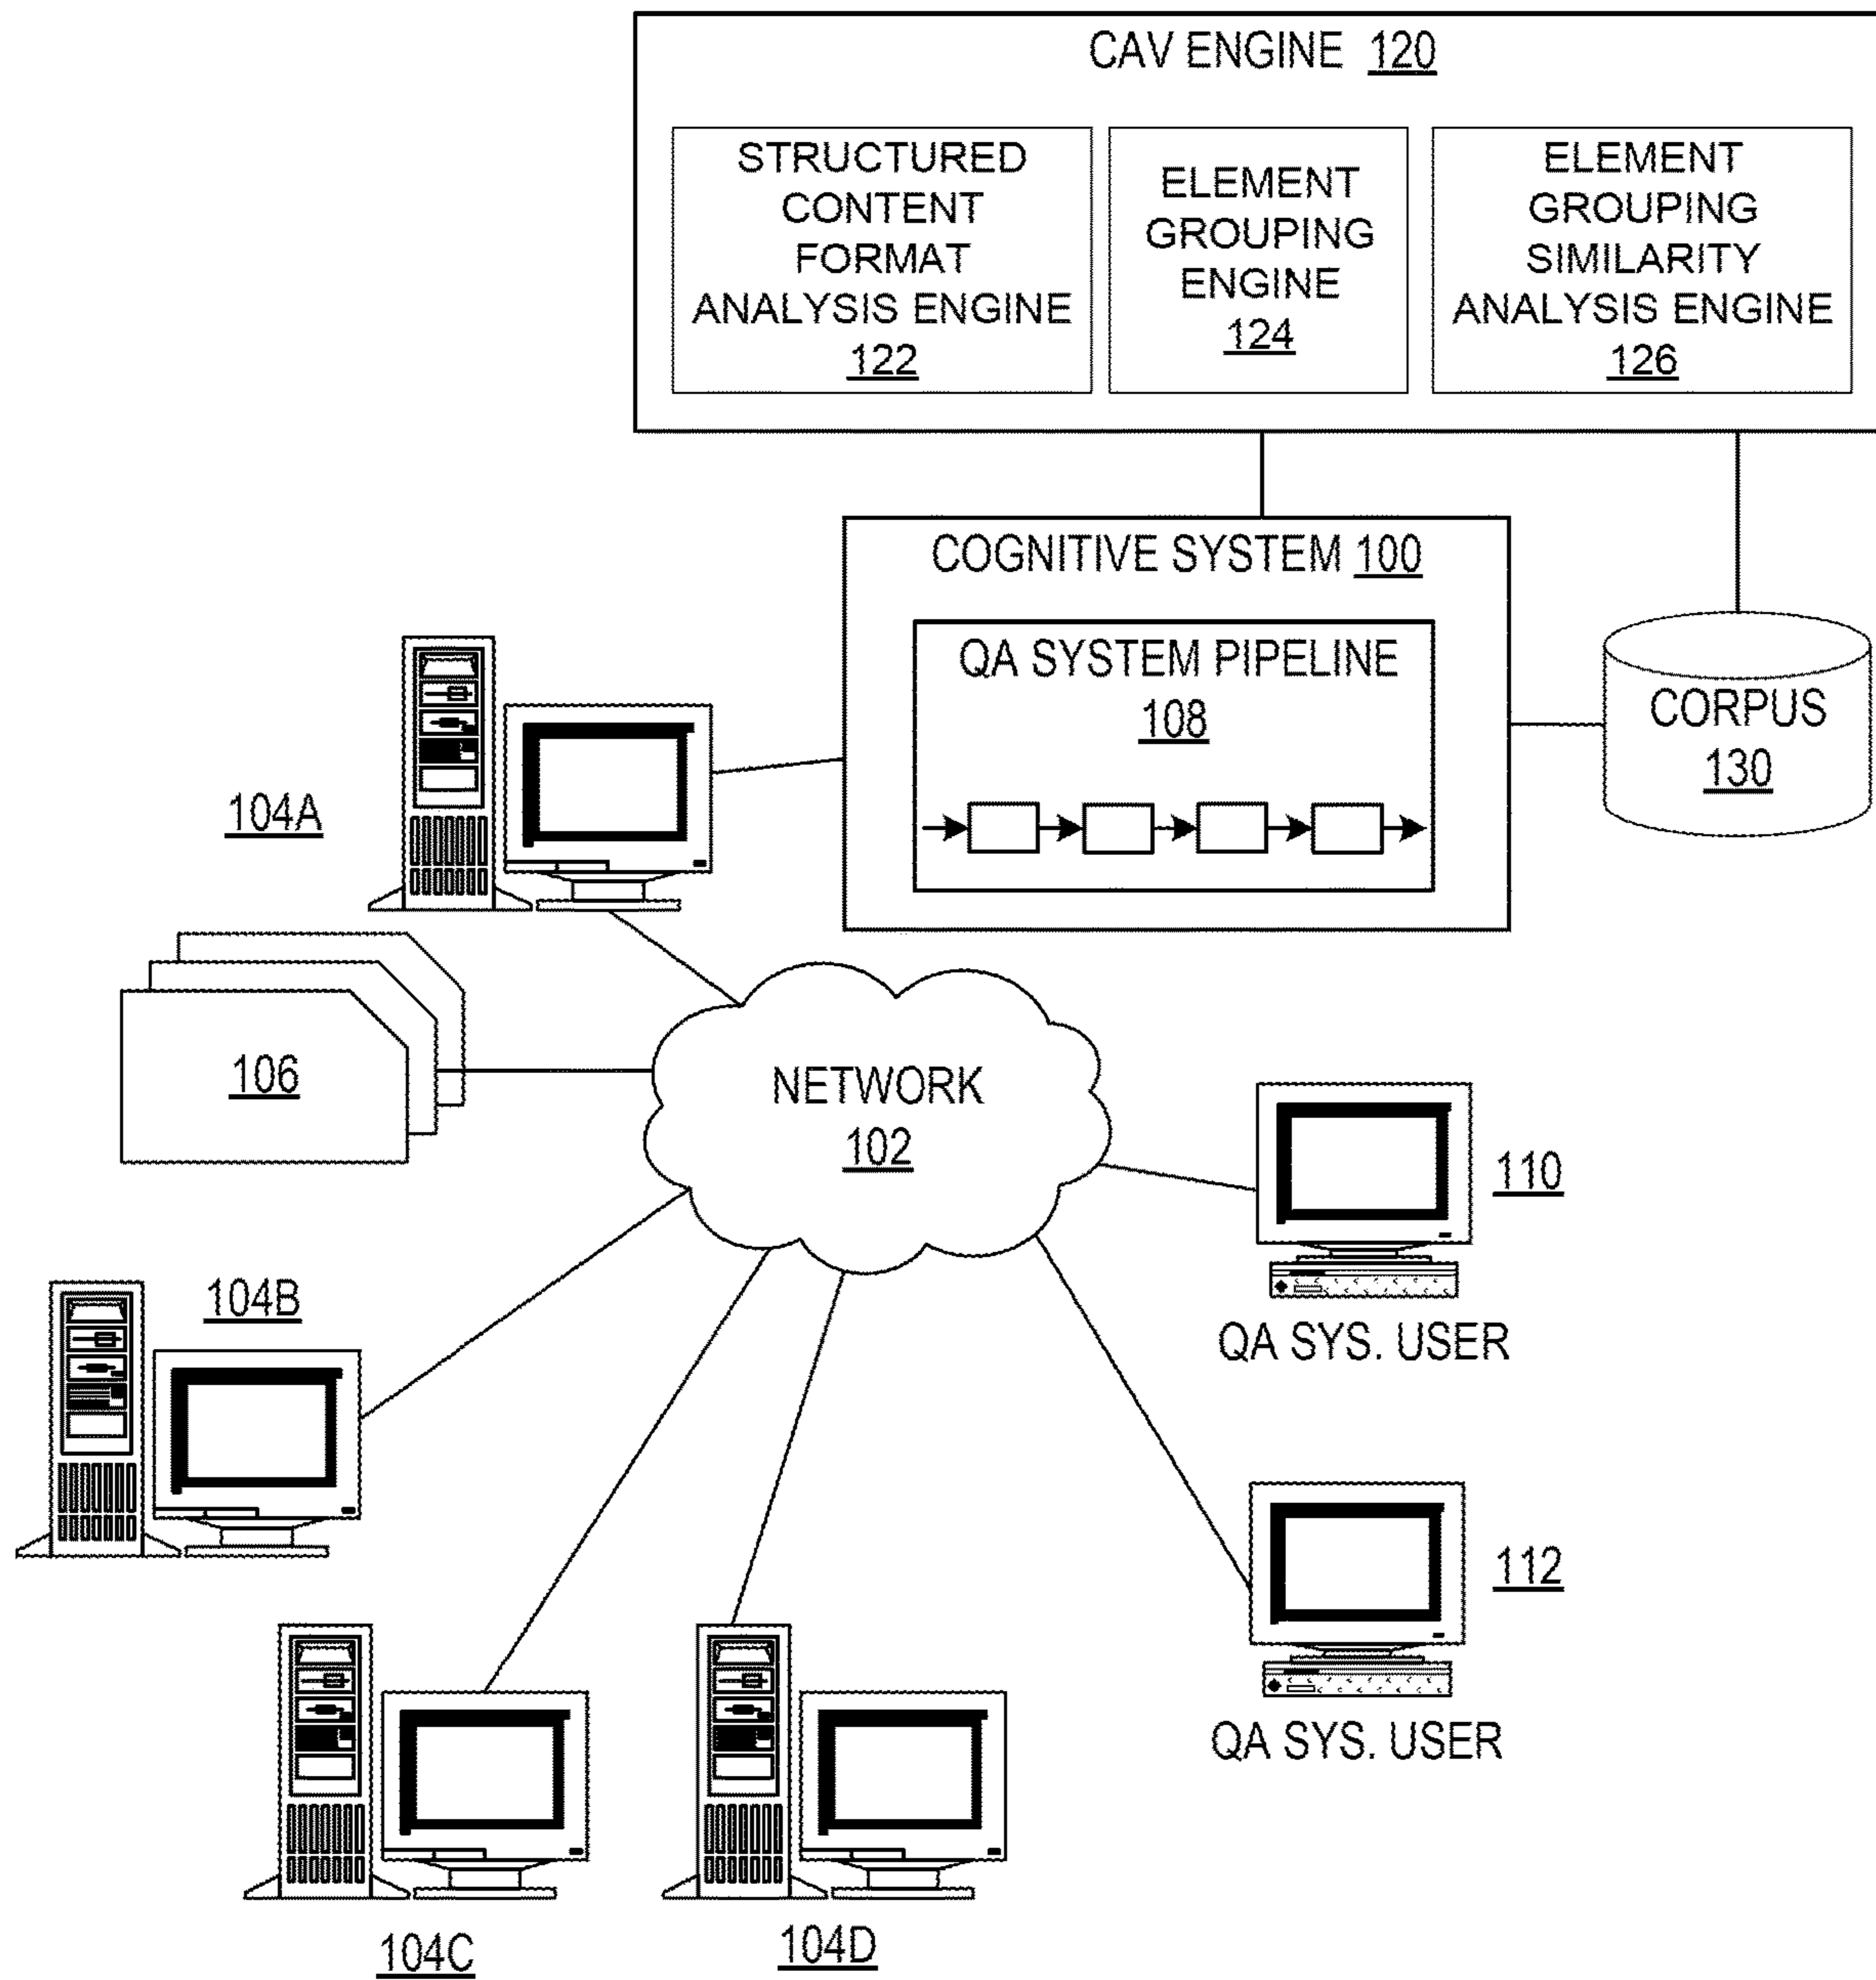 CAV ENGINE 120
STRUCTURED
CONTENT
FORMAT
ANALYSIS ENGINE
122
ELEMENT
GROUPING
ENGINE
124
ELEMENT
GROUPING
SIMILARITY
ANALYSIS ENGINE
126
COGNITIVE SYSTEM 100
QA SYSTEM PIPELINE
108
CORPUS
130
104A
106
NETWORK
102
110
QA SYS. USER
104B
112
QA SYS. USER
104C
104D